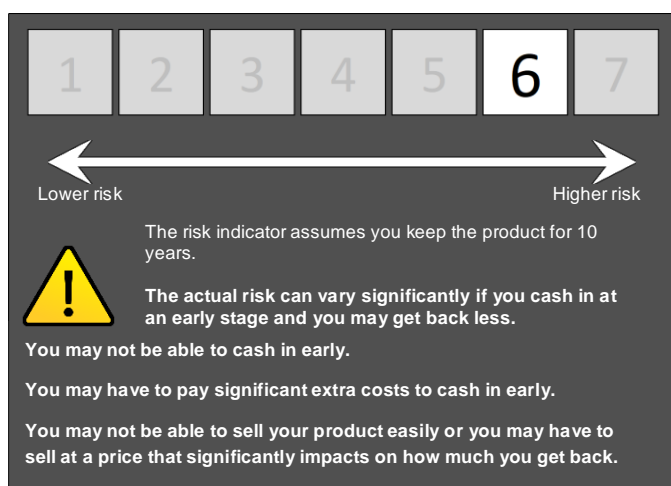 1 2 3 4 5 6 7
Lower risk Higher risk
The risk indicator assumes you keep the product for 10
years.
The actual risk can vary significantly if you cash in at
an early stage and you may get back less.
You may not be able to cash in early.
You may have to pay significant extra costs to cash in early.
You may not be able to sell your product easily or you may have to
sell at a price that significantly impacts on how much you get back.